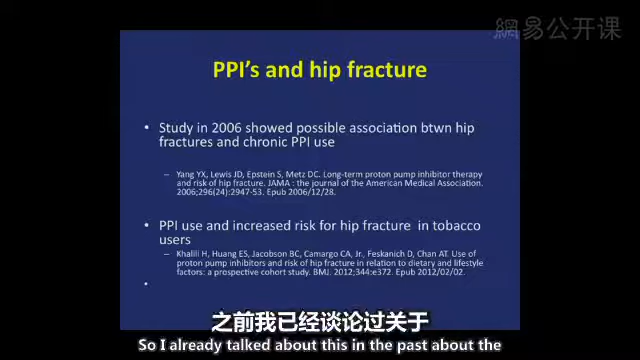 網易公开课
PPI's and hip fracture
• Study in 2006 showed possible association btwn hip
fractures and chronic PPI use
– Yang YX, Lewis JD, Epstein S, Metz DC. Long-term proton pump inhibitor therapy
and risk of hip fracture. JAMA : the journal of the American Medical Association.
2006;296(24):2947-53. Epub 2006/12/28.
• PPI use and increased risk for hip fracture in tobacco
users
– Khalili H, Huang ES, Jacobson BC, Camargo CA, Jr., Feskanich D, Chan AT. Use of
proton pump inhibitors and risk of hip fracture in relation to dietary and lifestyle
factors: a prospective cohort study. BMJ. 2012;344:e372. Epub 2012/02/02.
•
之前我已经谈论过关于
So I already talked about this in the past about the